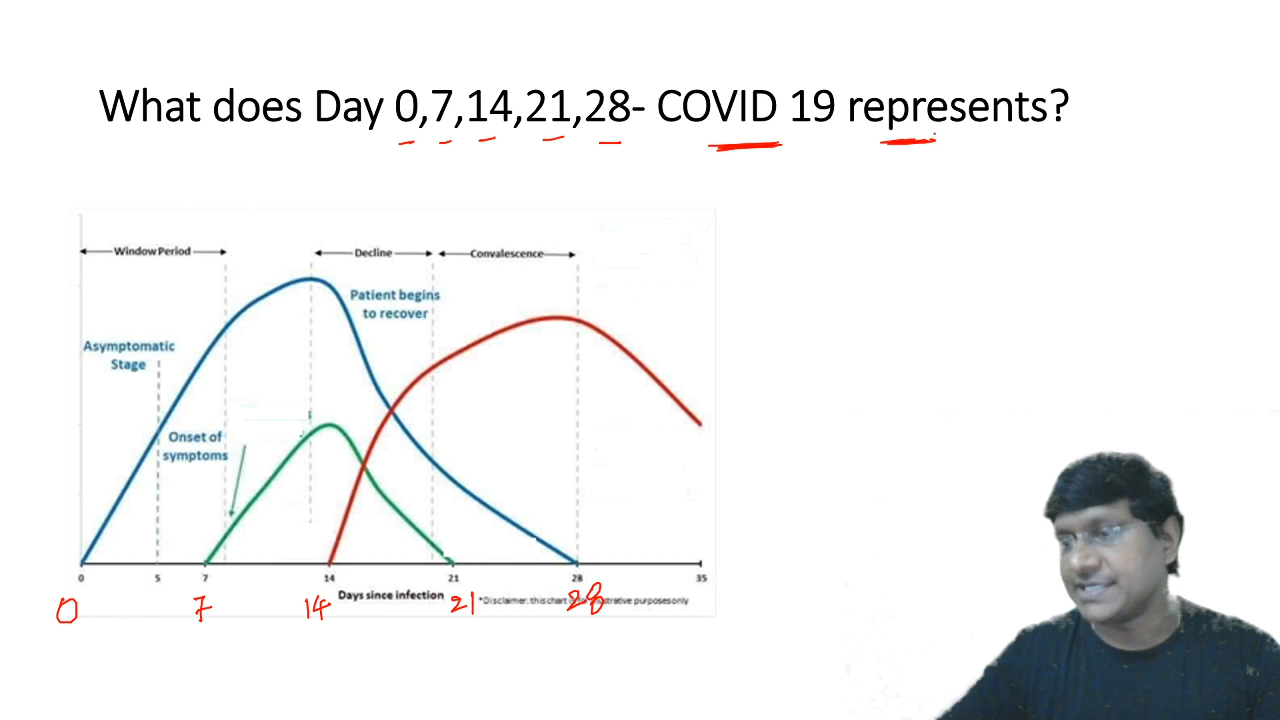 What does Day 0,7,14,21,28- COVID 19 represents?
Window Period
Decline
Convalescence
Patient begins
to recover
Asymptomatic
Stage
Onset of
symptoms
0 5 7 14 21 28 35
Days since infection
*Disclaimer: this chart is illustrative purposes only
0 7 14 21 28